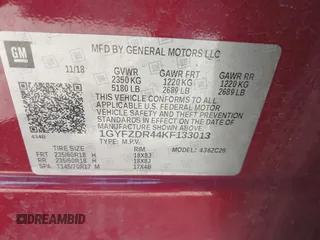 GM
MFD BY GENERAL MOTORS LLC
11/18
GVWR GAWR FRT GAWR RR
2350 KG 1220 KG 1220 KG
5180 LB 2689 LB 2689 LB
THIS VEHICLE CONFORMS TO ALL
APPLICABLE U.S. FEDERAL MOTOR
VEHICLE SAFETY AND THEFT
PREVENTION STANDARDS IN EFFECT
ON THE DATE OF MANUFACTURE
SHOWN ABOVE.
1GYFZDR44KF133013
TYPE: M.P.V.
TIRE SIZE RIM
FRT 235/60R18 H 18X8J
RR 235/60R18 H 18X8J
SPA T145/70R17 M 17X4B
© DEALERBID